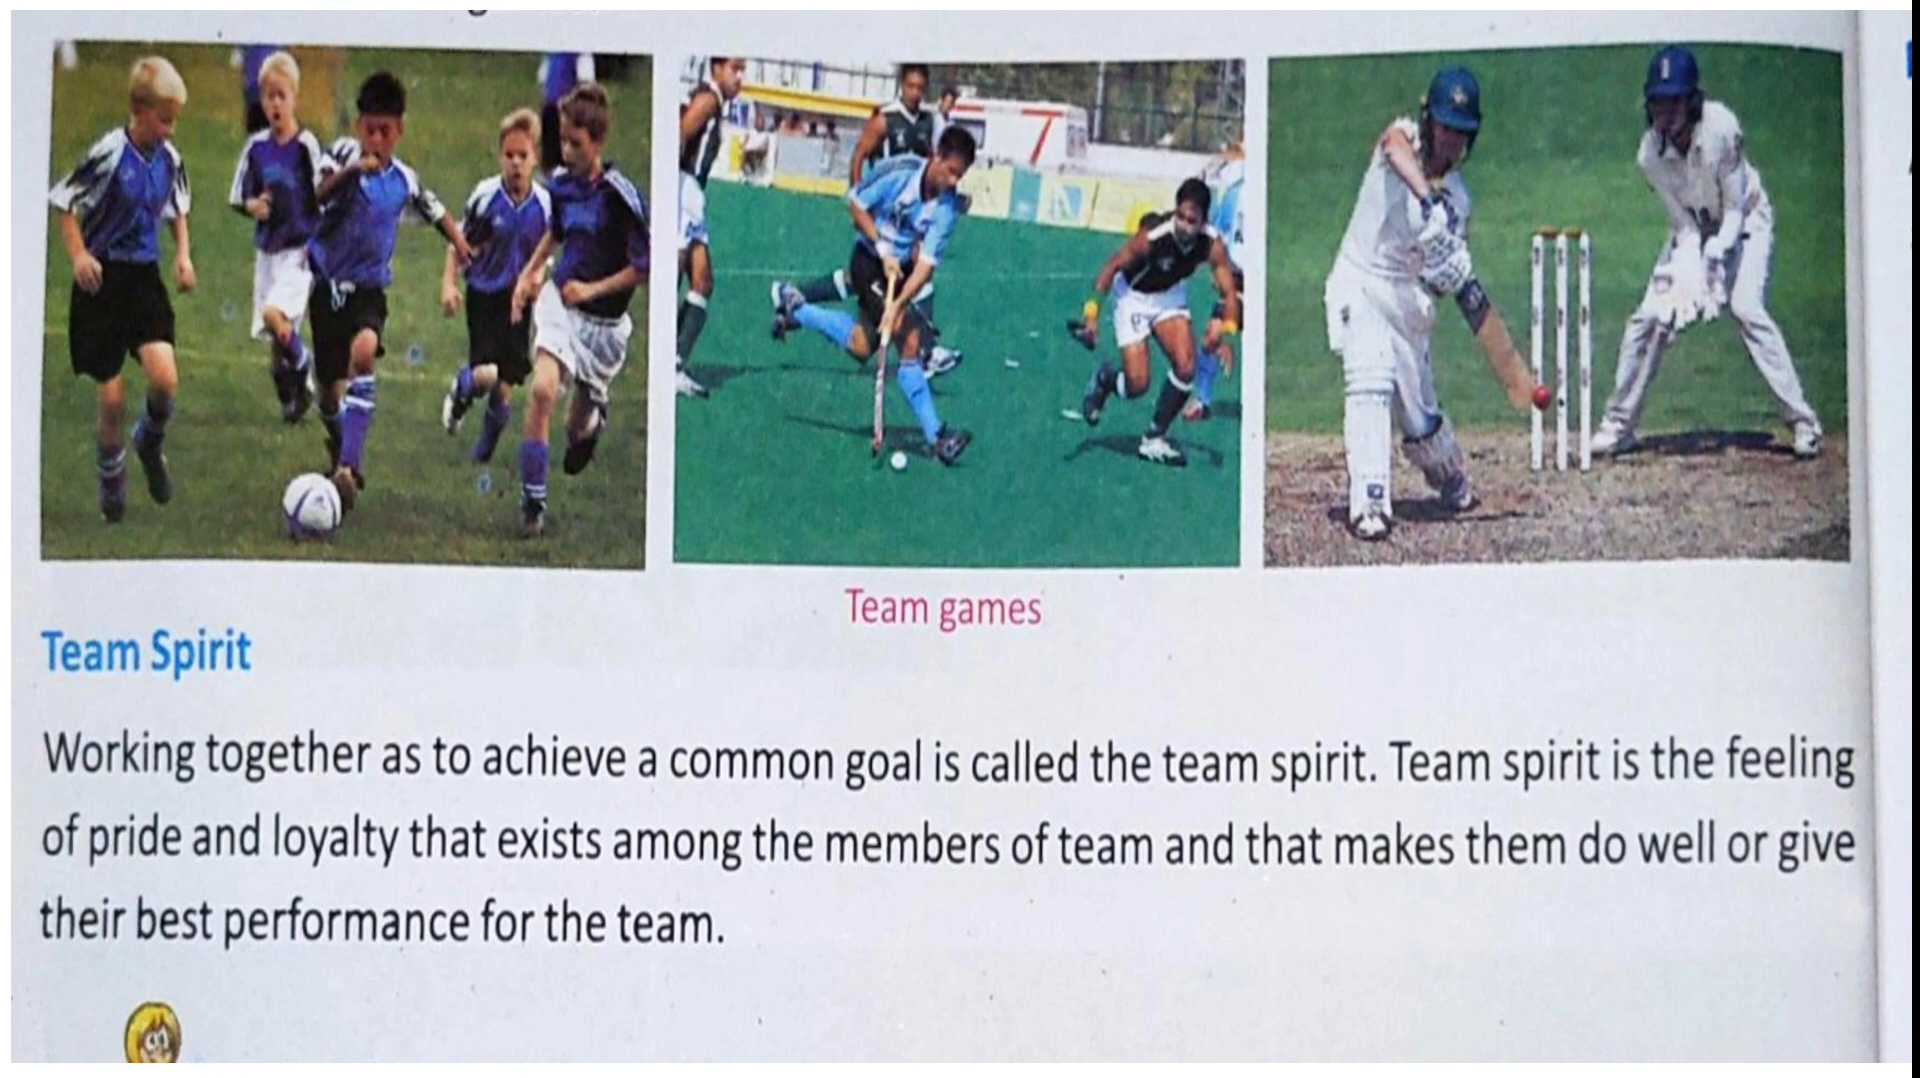 Team games
Team Spirit
Working together as to achieve a common goal is called the team spirit. Team spirit is the feeling
of pride and loyalty that exists among the members of team and that makes them do well or give
their best performance for the team.